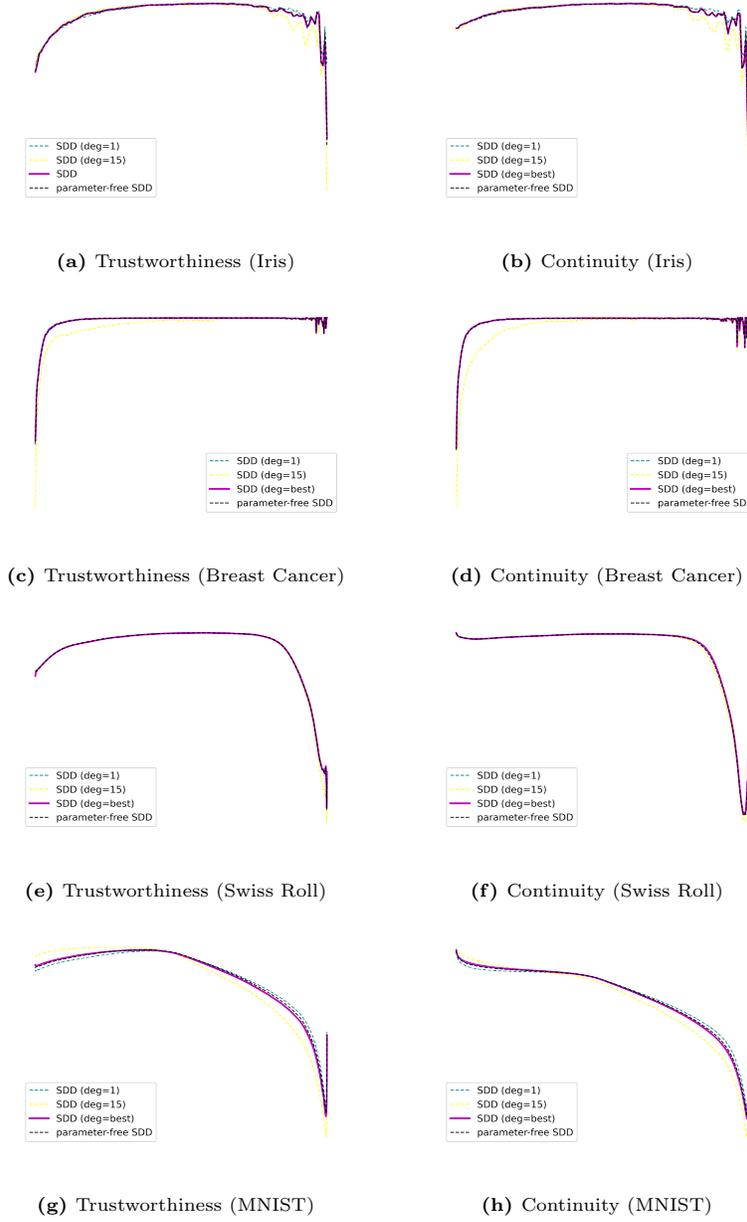 SDD (deg=1)
SDD (deg=15)
SDD
parameter-free SDD
SDD (deg=1)
SDD (deg=15)
SDD (deg=best)
parameter-free SDD
(a) Trustworthiness (Iris)
(b) Continuity (Iris)
SDD (deg=1)
SDD (deg=15)
SDD (deg=best)
parameter-free SDD
SDD (deg=1)
SDD (deg=15)
SDD (deg=best)
parameter-free SDD
(c) Trustworthiness (Breast Cancer)
(d) Continuity (Breast Cancer)
SDD (deg=1)
SDD (deg=15)
SDD (deg=best)
parameter-free SDD
SDD (deg=1)
SDD (deg=15)
SDD (deg=best)
parameter-free SDD
(e) Trustworthiness (Swiss Roll)
(f) Continuity (Swiss Roll)
SDD (deg=1)
SDD (deg=15)
SDD (deg=best)
parameter-free SDD
SDD (deg=1)
SDD (deg=15)
SDD (deg=best)
parameter-free SDD
(g) Trustworthiness (MNIST)
(h) Continuity (MNIST)